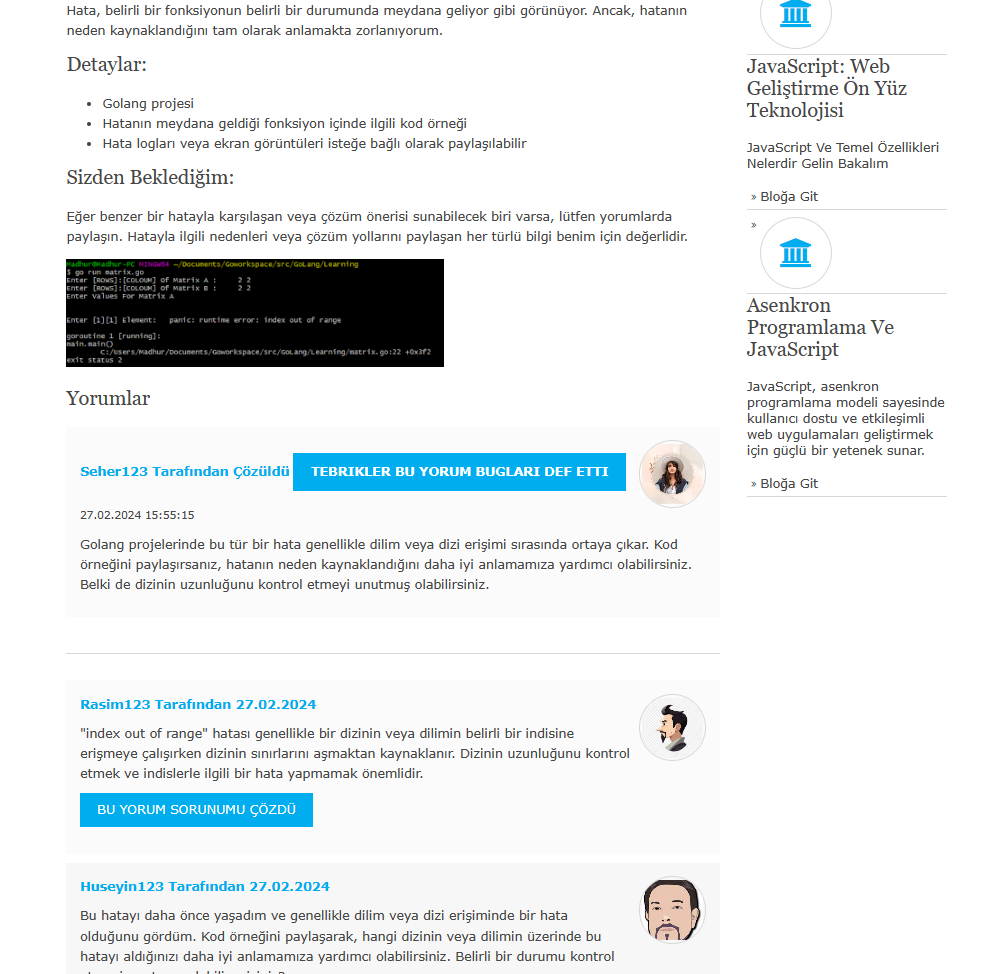 Hata, belirli bir fonksiyonun belirli bir durumunda meydana geliyor gibi görünüyor. Ancak, hatanın
neden kaynaklandığını tam olarak anlamakta zorlanıyorum.
Detaylar:
• Golang projesi
• Hatanın meydana geldiği fonksiyon içinde ilgili kod örneği
• Hata logları veya ekran görüntüleri isteğe bağlı olarak paylaşılabilir
Sizden Beklediğim:
Eğer benzer bir hatayla karşılaşan veya çözüm önerisi sunabilecek biri varsa, lütfen yorumlarda
paylaşın. Hatayla ilgili nedenleri veya çözüm yollarını paylaşan her türlü bilgi benim için değerlidir.
Madhur@Madhur-PC MINGW64 ~/Documents/Goworkspace/src/GoLang/Learning
$ go run matrix.go
Enter [ROWS]:[COLOUM] of Matrix A : 2 2
Enter [ROWS]:[COLOUM] of Matrix B : 2 2
Enter Values For Matrix A
Enter [1][1] Element: panic: runtime error: index out of range
goroutine 1 [running]:
main.main()
C:/Users/Madhur/Documents/Goworkspace/src/GoLang/Learning/matrix.go:22 +0x3f2
exit status 2
Yorumlar
Seher123 Tarafından Çözüldü TEBRIKLER BU YORUM BUGLARI DEF ETTI
27.02.2024 15:55:15
Golang projelerinde bu tür bir hata genellikle dilim veya dizi erişimi sırasında ortaya çıkar. Kod
örneğini paylaşırsanız, hatanın neden kaynaklandığını daha iyi anlamamıza yardımcı olabilirsiniz.
Belki de dizinin uzunluğunu kontrol etmeyi unutmuş olabilirsiniz.
Rasim123 Tarafından 27.02.2024
"index out of range" hatası genellikle bir dizinin veya dilimin belirli bir indisine
erişmeye çalışırken dizinin sınırlarını aşmaktan kaynaklanır. Dizinin uzunluğunu kontrol
etmek ve indislerle ilgili bir hata yapmamak önemlidir.
BU YORUM SORUNUMU ÇÖZDÜ
Huseyin123 Tarafından 27.02.2024
Bu hatayı daha önce yaşadım ve genellikle dilim veya dizi erişiminde bir hata
olduğunu gördüm. Kod örneğini paylaşarak, hangi dizinin veya dilimin üzerinde bu
hatayı aldığınızı daha iyi anlamamıza yardımcı olabilirsiniz. Belirli bir durumu kontrol
JavaScript: Web
Geliştirme Ön Yüz
Teknolojisi
JavaScript Ve Temel Özellikleri
Nelerdir Gelin Bakalım
» Bloğa Git
»
Asenkron
Programlama Ve
JavaScript
JavaScript, asenkron
programlama modeli sayesinde
kullanıcı dostu ve etkileşimli
web uygulamaları geliştirmek
için güçlü bir yetenek sunar.
» Bloğa Git